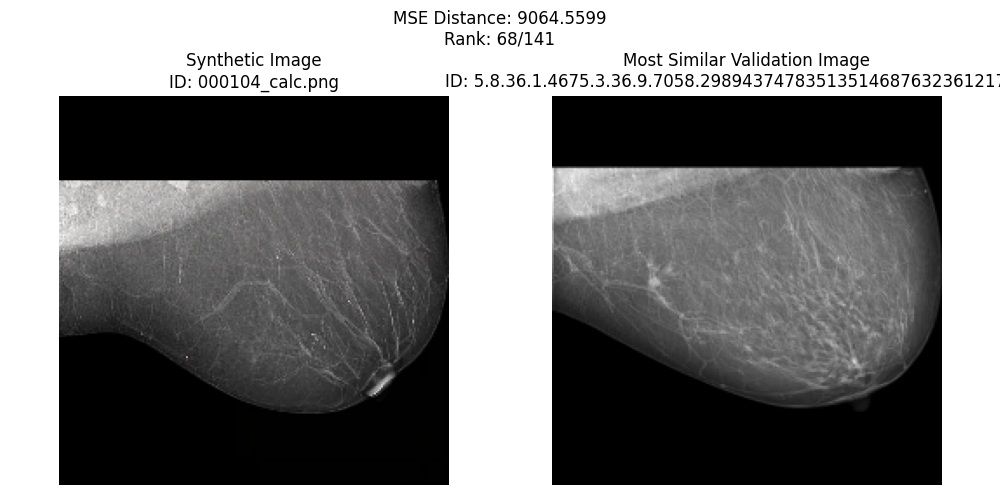 MSE Distance: 9064.5599
Rank: 68/141
Synthetic Image
ID: 000104_calc.png
Most Similar Validation Image
ID: 5.8.36.1.4675.3.36.9.7058.29894374783513514687632361217